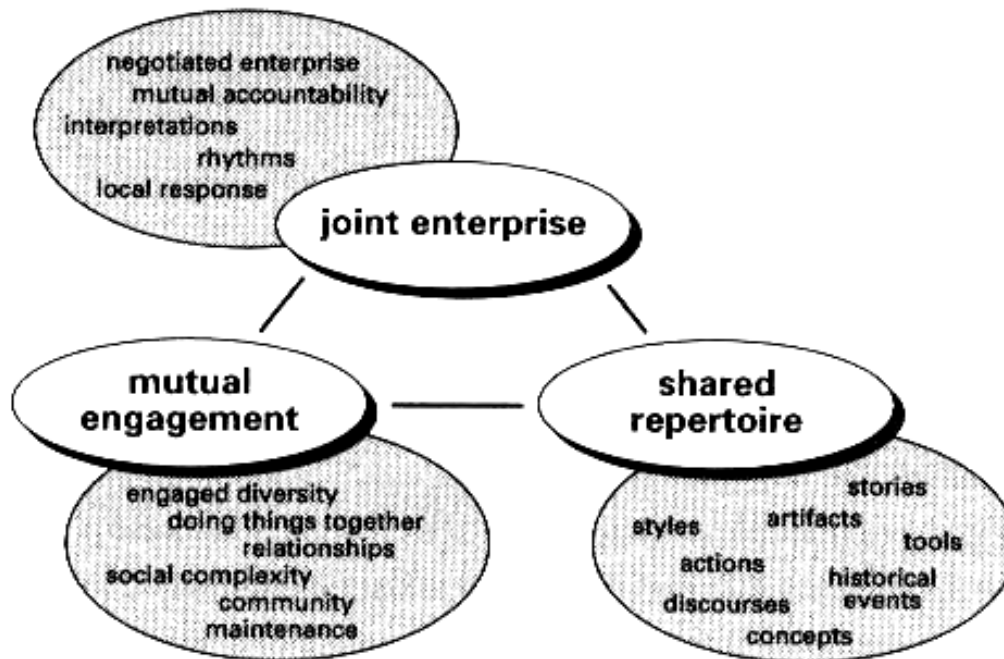 negotiated enterprise
mutual accountability
interpretations
rhythms
local response
joint enterprise
mutual
engagement
shared
repertoire
engaged diversity
doing things together
relationships
social complexity
community
maintenance
stories
styles
artifacts
tools
actions
historical
events
discourses
concepts